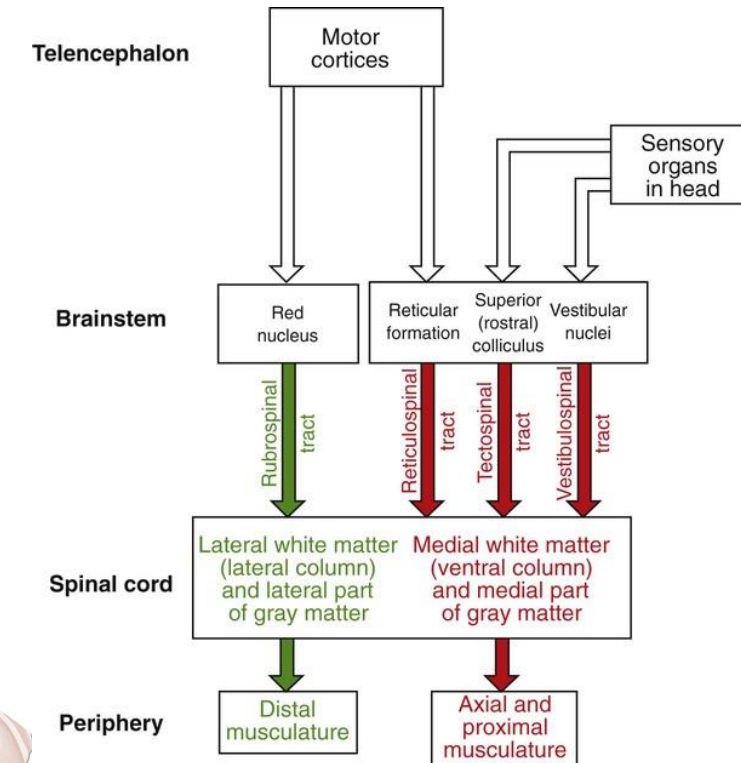 Telencephalon
Motor
cortices
Sensory
organs
in head
Brainstem
Red
nucleus
Reticular
formation
Superior
(rostral)
colliculus
Vestibular
nuclei
Rubrospinal
tract
Reticulospinal
tract
Tectospinal
tract
Vestibulospinal
tract
Spinal cord
Lateral white matter
(lateral column)
and lateral part
of gray matter
Medial white matter
(ventral column)
and medial part
of gray matter
Periphery
Distal
musculature
Axial and
proximal
musculature